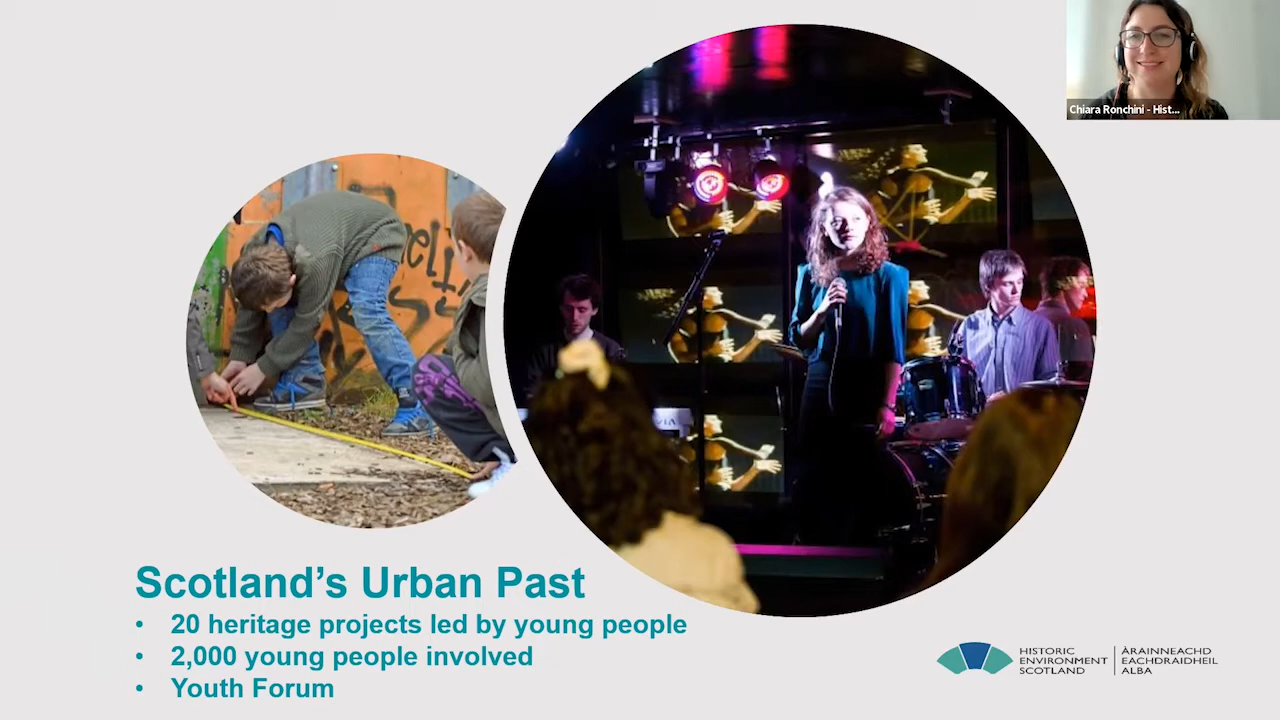 Chiara Ronchini - Hist...
Scotland's Urban Past
• 20 heritage projects led by young people
• 2,000 young people involved
• Youth Forum
HISTORIC
ENVIRONMENT
SCOTLAND
ÀRAINNEACHD
EACHDRAIDHEIL
ALBA